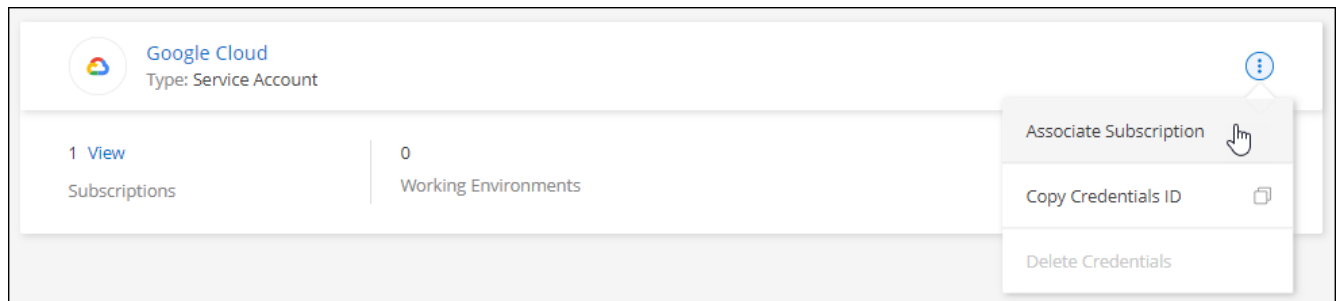 Google Cloud
Type: Service Account
Associate Subscription
1 View
0
Subscriptions
Working Environments
Copy Credentials ID
Delete Credentials